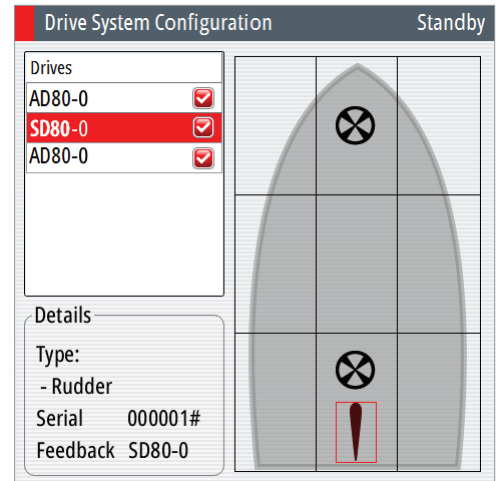 Drive System Configuration Standby
Drives
AD80-0
SD80-0
AD80-0
Details
Type:
- Rudder
Serial 000001#
Feedback SD80-0